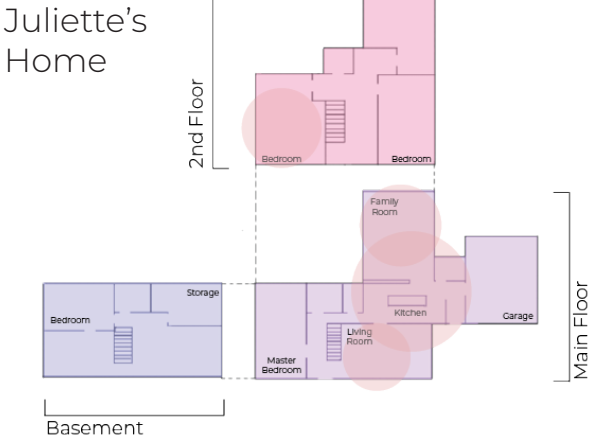 Juliette's
Home
2nd Floor
Bedroom
Bedroom
Family
Room
Storage
Bedroom
Kitchen
Garage
Living
Room
Master
Bedroom
Main Floor
Basement